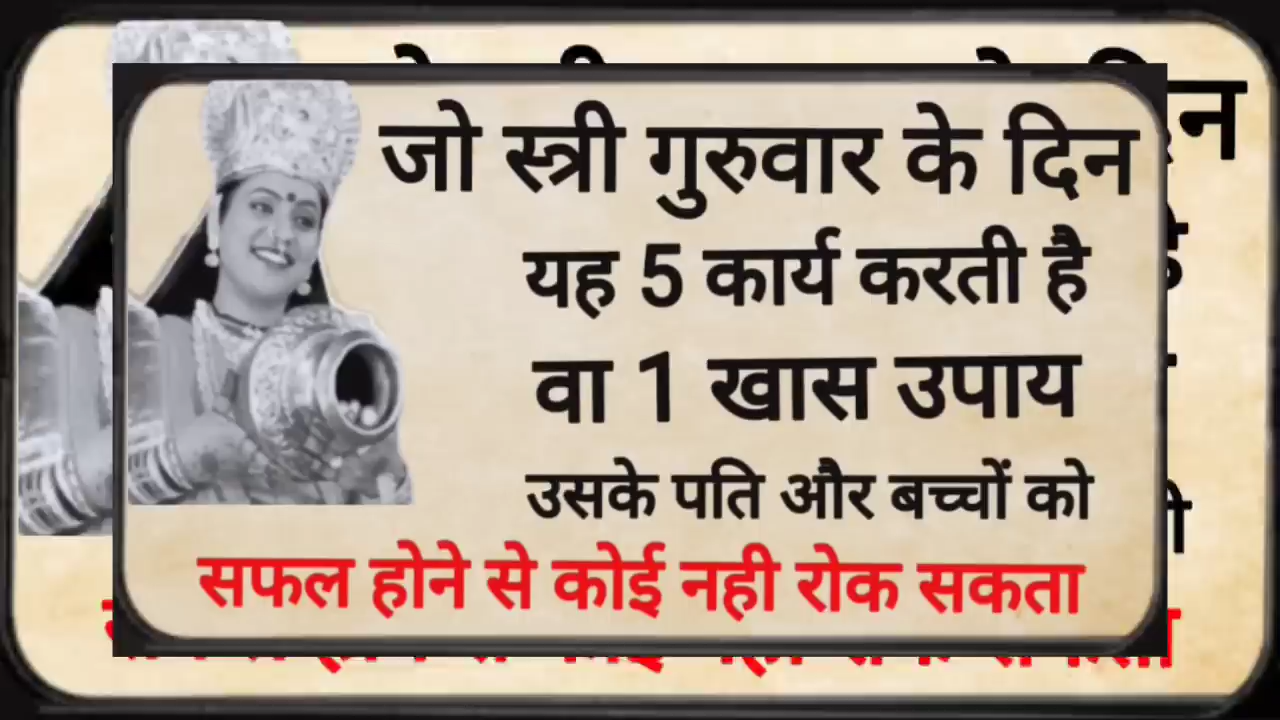 जो स्त्री गुरुवार के दिन
यह 5 कार्य करती है
वा 1 खास उपाय
उसके पति और बच्चों को
सफल होने से कोई नही रोक सकता